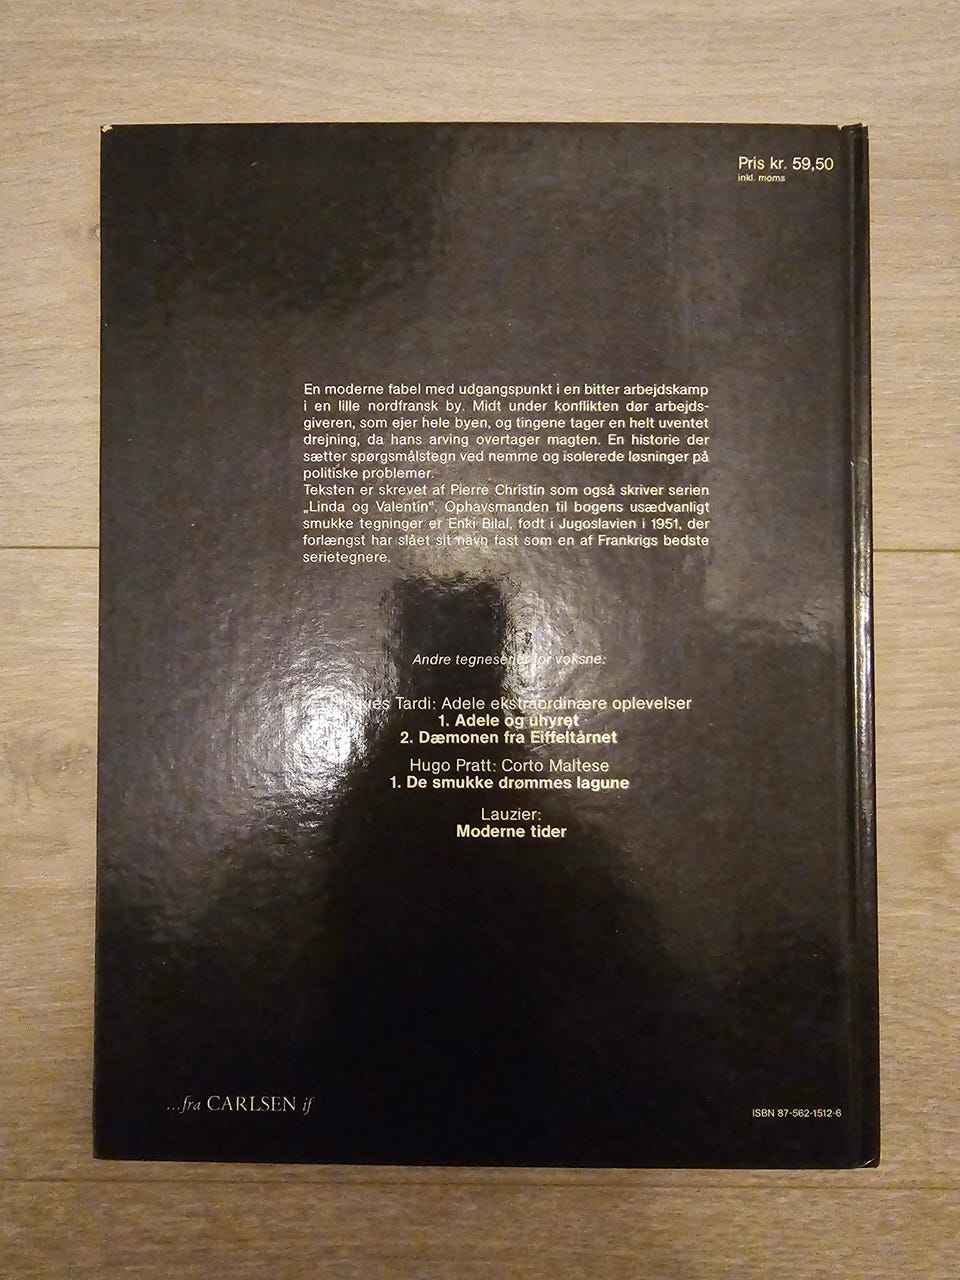 Pris kr. 59,50
inkl. moms
En moderne fabel med udgangspunkt i en bitter arbejdskamp
i en lille nordfransk by. Midt under konflikten dør arbejds-
giveren, som ejer hele byen, og tingene tager en helt uventet
drejning, da hans arving overtager magten. En historie der
sætter spørgsmålstegn ved nemme og isolerede løsninger på
politiske problemer.
Teksten er skrevet af Pierre Christin som også skriver serien
„Linda og Valentin“. Ophavsmanden til bogens usædvanligt
smukke tegninger er Enki Bilal, født i Jugoslavien i 1951, der
forlængst har slået sit navn fast som en af Frankrigs bedste
serietegnere.
Andre tegneserier for voksne:
Tardi: Adele ekstraordinære oplevelser
1. Adele og uhyret
2. Dæmonen fra Eiffeltårnet
Hugo Pratt: Corto Maltese
1. De smukke drømmes lagune
Lauzier:
Moderne tider
...fra CARLSEN if
ISBN 87-562-1512-6